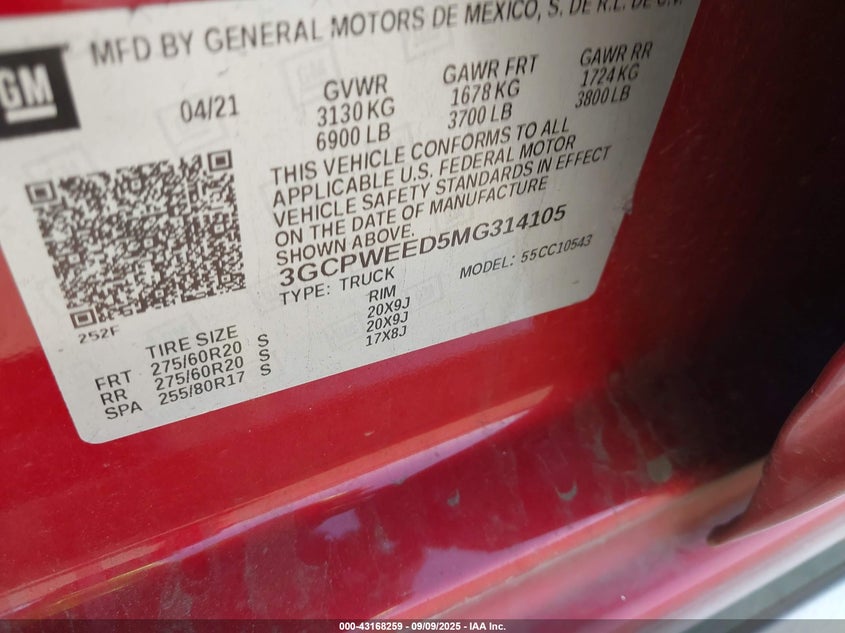 GM
MFD BY GENERAL MOTORS DE MEXICO, S. DE R.L. DE C.V.
04/21
GVWR
3130 KG
6900 LB
GAWR FRT
1678 KG
3700 LB
GAWR RR
1724 KG
3800 LB
THIS VEHICLE CONFORMS TO ALL
APPLICABLE U.S. FEDERAL MOTOR
VEHICLE SAFETY STANDARDS IN EFFECT
ON THE DATE OF MANUFACTURE
SHOWN ABOVE.
3GCPWEED5MG314105
TYPE: TRUCK
MODEL: 55CC10543
252F
TIRE SIZE
RIM
FRT 275/60R20 S 20X9J
RR 275/60R20 S 20X9J
SPA 255/80R17 S 17X8J
000-43168259 - 09/09/2025 - IAA Inc.